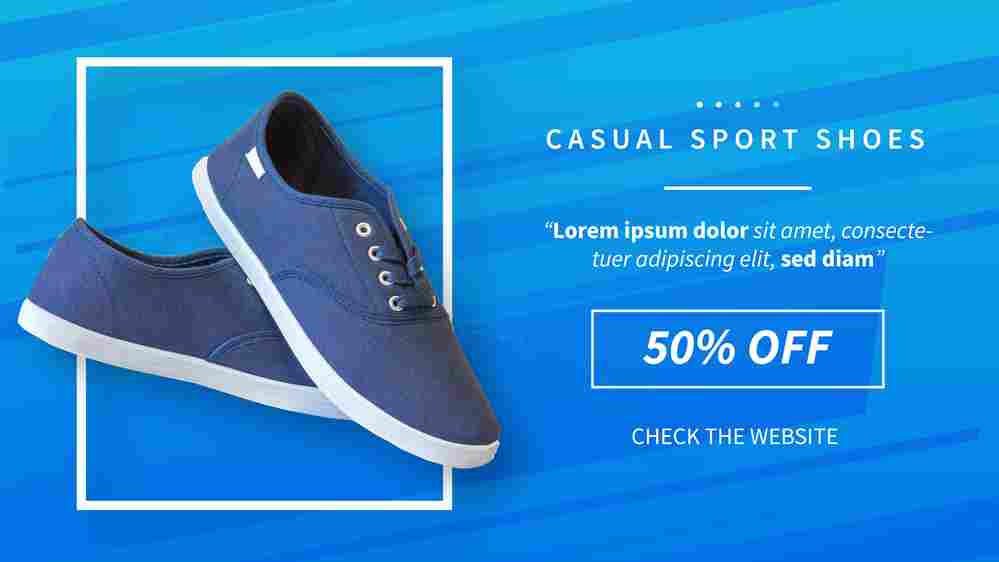 CASUAL SPORT SHOES
“Lorem ipsum dolor sit amet, consecte-
tuer adipiscing elit, sed diam”
50% OFF
CHECK THE WEBSITE